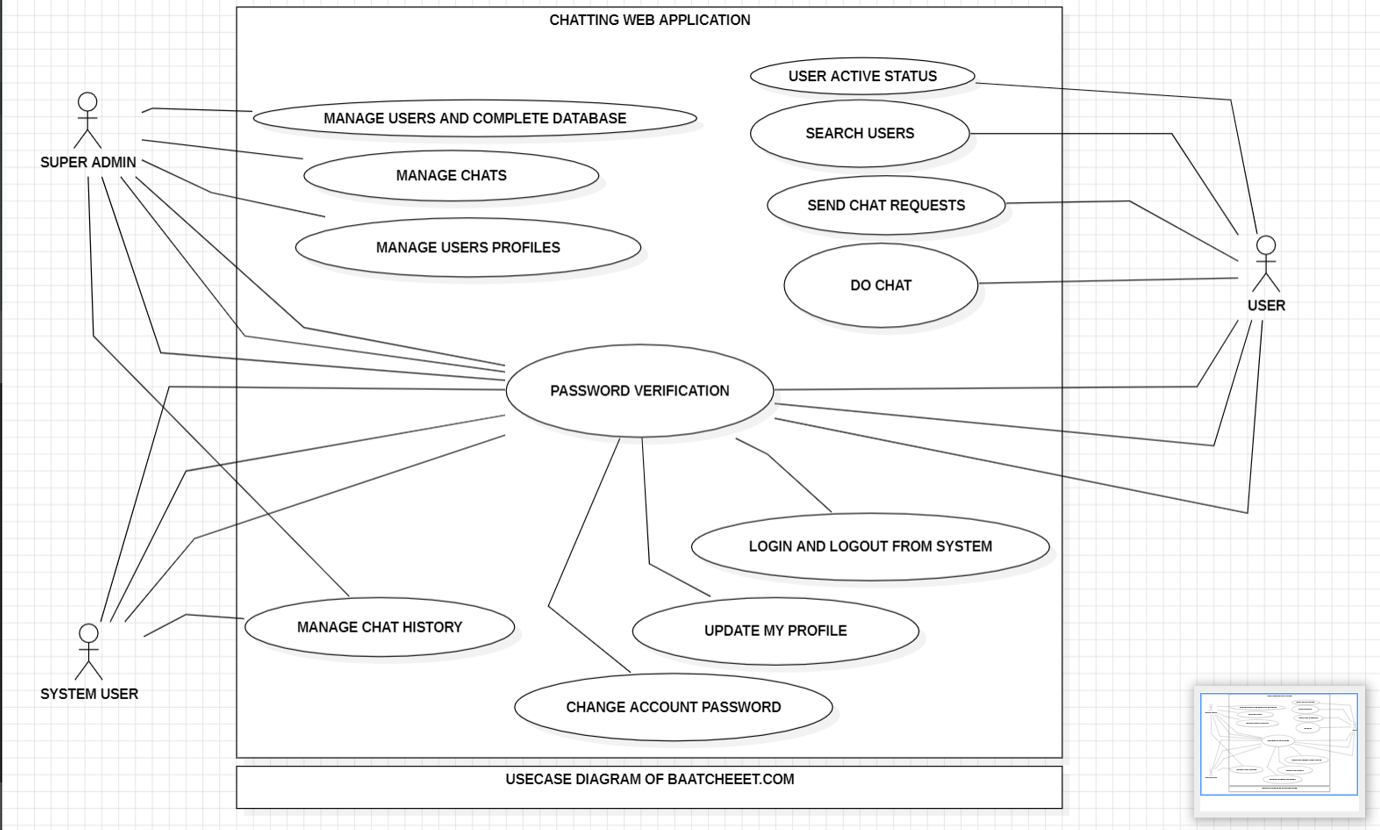 CHATTING WEB APPLICATION
USER ACTIVE STATUS
MANAGE USERS AND COMPLETE DATABASE
SEARCH USERS
SUPER ADMIN
MANAGE CHATS
SEND CHAT REQUESTS
MANAGE USERS PROFILES
DO CHAT
USER
PASSWORD VERIFICATION
LOGIN AND LOGOUT FROM SYSTEM
MANAGE CHAT HISTORY
UPDATE MY PROFILE
SYSTEM USER
CHANGE ACCOUNT PASSWORD
USECASE DIAGRAM OF BAATCHEEET.COM